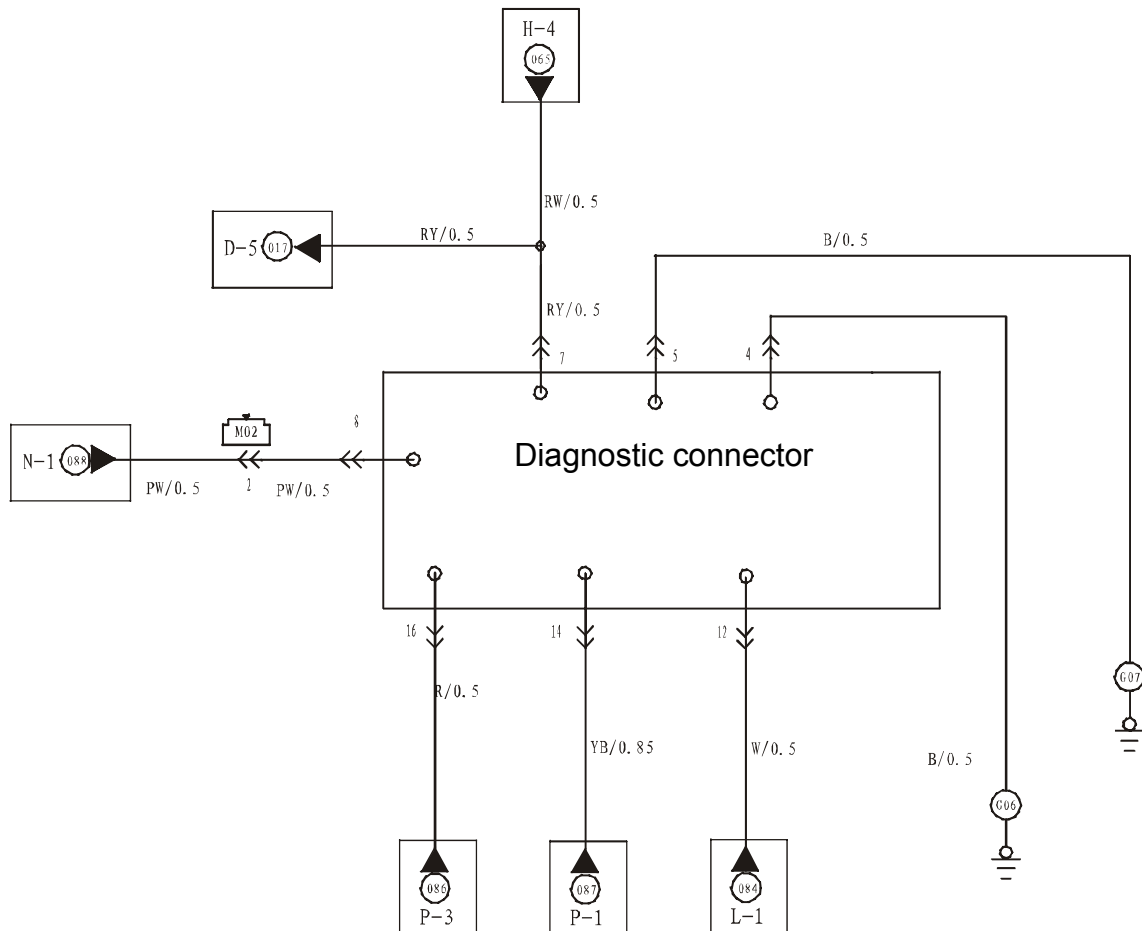 H-4
065
RW/0.5
D-5 017
RY/0.5
B/0.5
RY/0.5
7
5
4
8
M02
N-1 088
2
PW/0.5
PW/0.5
Diagnostic connector
16
14
12
R/0.5
G07
YB/0.85
W/0.5
B/0.5
G06
086
P-3
087
P-1
084
L-1